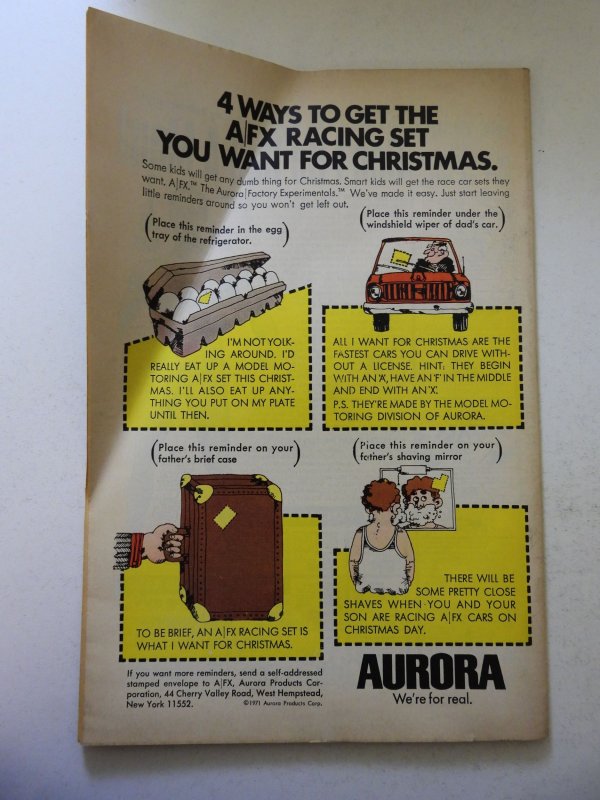 4 WAYS TO GET THE
A|FX RACING SET
YOU WANT FOR CHRISTMAS.
Some kids will get any dumb thing for Christmas. Smart kids will get the race car sets they
want. A|FX.™ The Aurora|Factory Experimentals.™ We've made it easy. Just start leaving
little reminders around so you won't get left out.
(Place this reminder in the egg
tray of the refrigerator.)
I'M NOT YOLK-
ING AROUND. I'D
REALLY EAT UP A MODEL MO-
TORING A|FX SET THIS CHRIST-
MAS. I'LL ALSO EAT UP ANY-
THING YOU PUT ON MY PLATE
UNTIL THEN.
(Place this reminder under the
windshield wiper of dad's car.)
ALL I WANT FOR CHRISTMAS ARE THE
FASTEST CARS YOU CAN DRIVE WITH-
OUT A LICENSE. HINT: THEY BEGIN
WITH AN 'A', HAVE AN 'F' IN THE MIDDLE
AND END WITH AN 'X'.
P.S. THEY'RE MADE BY THE MODEL MO-
TORING DIVISION OF AURORA.
(Place this reminder on your
father's brief case)
TO BE BRIEF, AN A|FX RACING SET IS
WHAT I WANT FOR CHRISTMAS.
(Place this reminder on your
father's shaving mirror)
THERE WILL BE
SOME PRETTY CLOSE
SHAVES WHEN YOU AND YOUR
SON ARE RACING A|FX CARS ON
CHRISTMAS DAY.
If you want more reminders, send a self-addressed
stamped envelope to A|FX, Aurora Products Cor-
poration, 44 Cherry Valley Road, West Hempstead,
New York 11552.
©1971 Aurora Products Corp.
AURORA
We're for real.